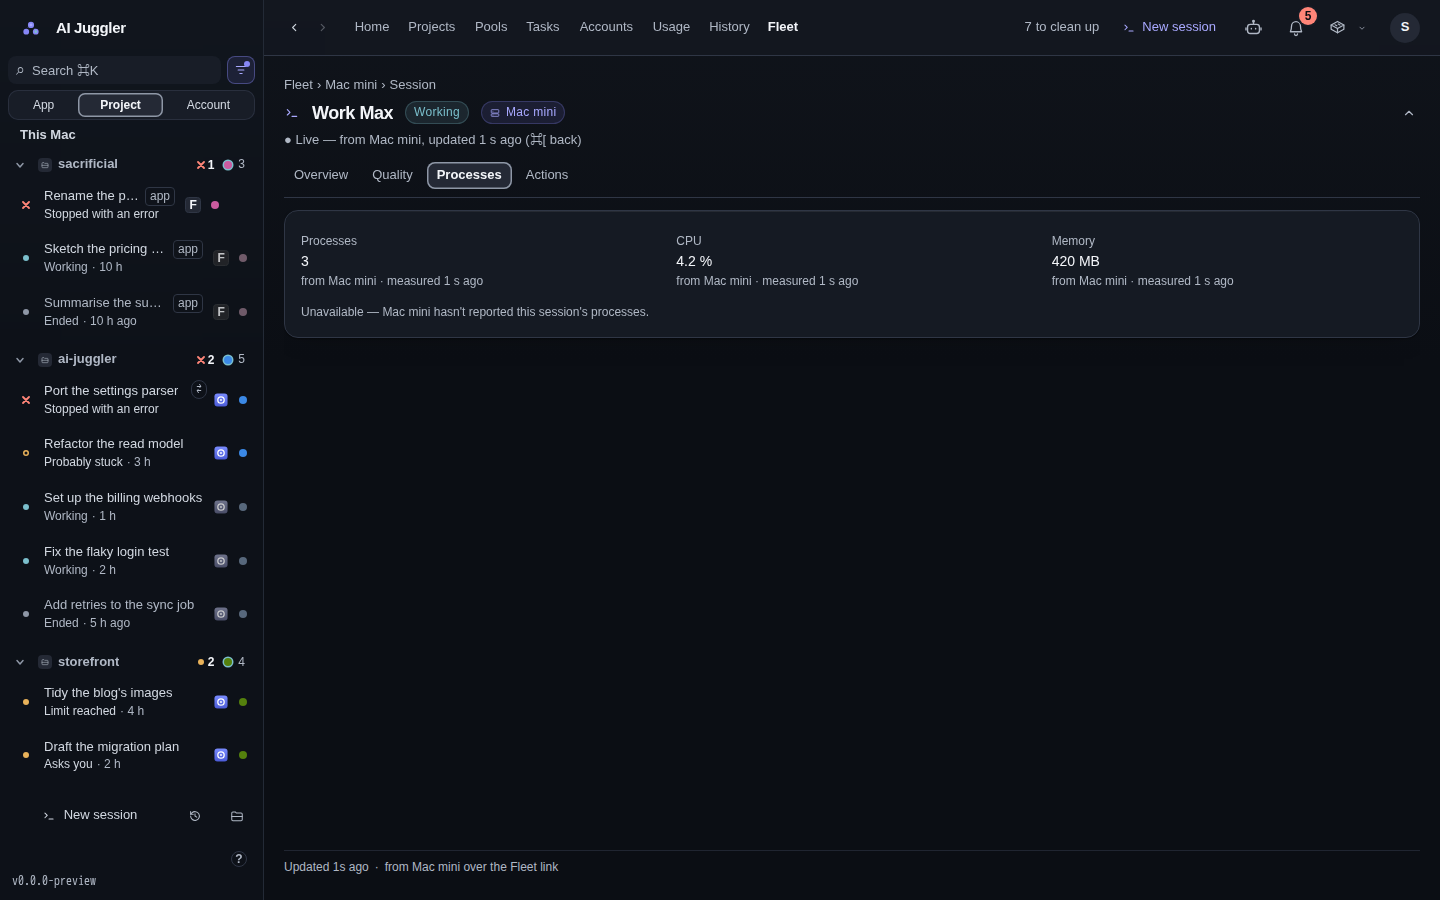 AI Juggler
Search ⌘K
App Project Account
This Mac
sacrificial 1 3
Rename the p… app
Stopped with an error F
Sketch the pricing … app
Working · 10 h F
Summarise the su… app
Ended · 10 h ago F
ai-juggler 2 5
Port the settings parser
Stopped with an error
Refactor the read model
Probably stuck · 3 h
Set up the billing webhooks
Working · 1 h
Fix the flaky login test
Working · 2 h
Add retries to the sync job
Ended · 5 h ago
storefront 2 4
Tidy the blog's images
Limit reached · 4 h
Draft the migration plan
Asks you · 2 h
New session
?
v0.0.0-preview
Home Projects Pools Tasks Accounts Usage History Fleet
7 to clean up New session 5 S
Fleet › Mac mini › Session
Work Max Working Mac mini
● Live — from Mac mini, updated 1 s ago (⌘[ back)
Overview Quality Processes Actions
Processes CPU Memory
3 4.2 % 420 MB
from Mac mini · measured 1 s ago from Mac mini · measured 1 s ago from Mac mini · measured 1 s ago
Unavailable — Mac mini hasn't reported this session's processes.
Updated 1s ago · from Mac mini over the Fleet link